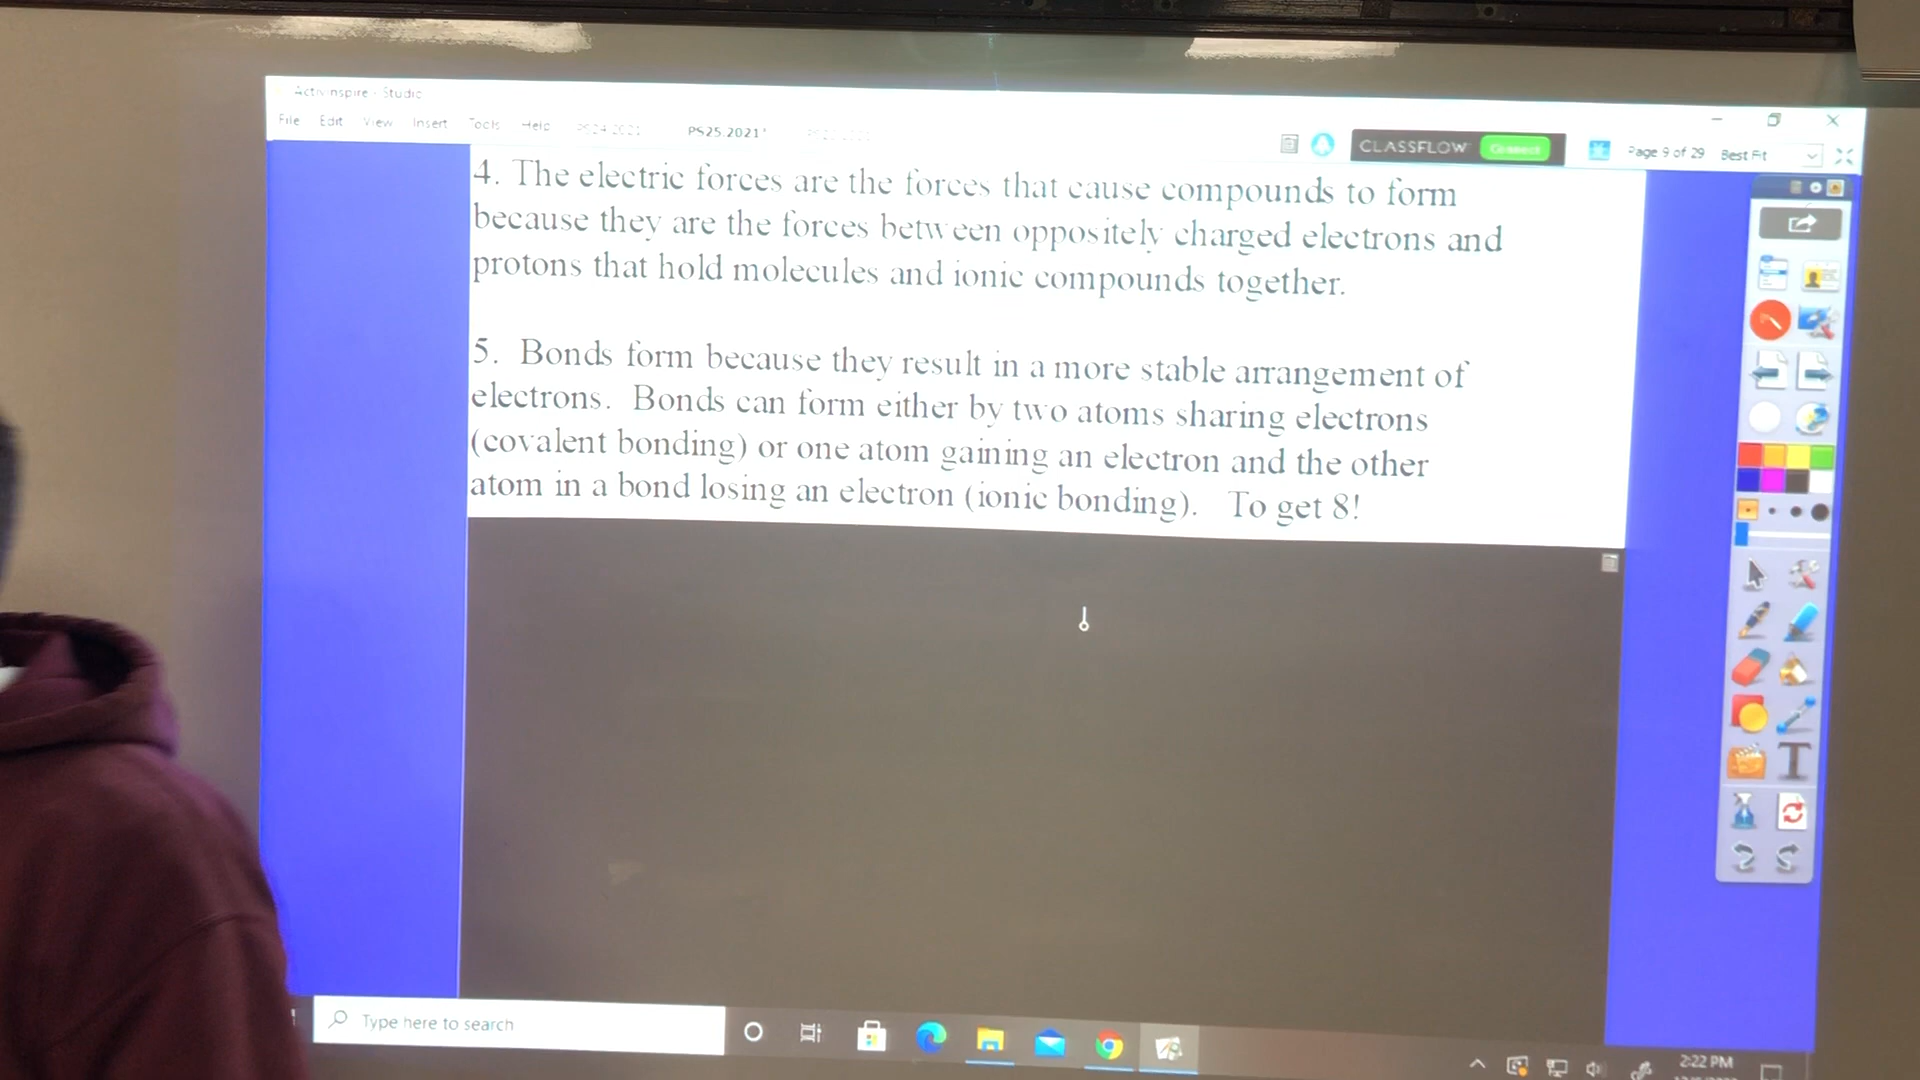 ActivInspire - Studio
File Edit View Insert Tools Help PS24.2021 PS25.2021*
CLASSFLOW Connect Page 9 of 29 Best Fit
4. The electric forces are the forces that cause compounds to form
because they are the forces between oppositely charged electrons and
protons that hold molecules and ionic compounds together.
5. Bonds form because they result in a more stable arrangement of
electrons. Bonds can form either by two atoms sharing electrons
(covalent bonding) or one atom gaining an electron and the other
atom in a bond losing an electron (ionic bonding). To get 8!
T
Type here to search
2:22 PM